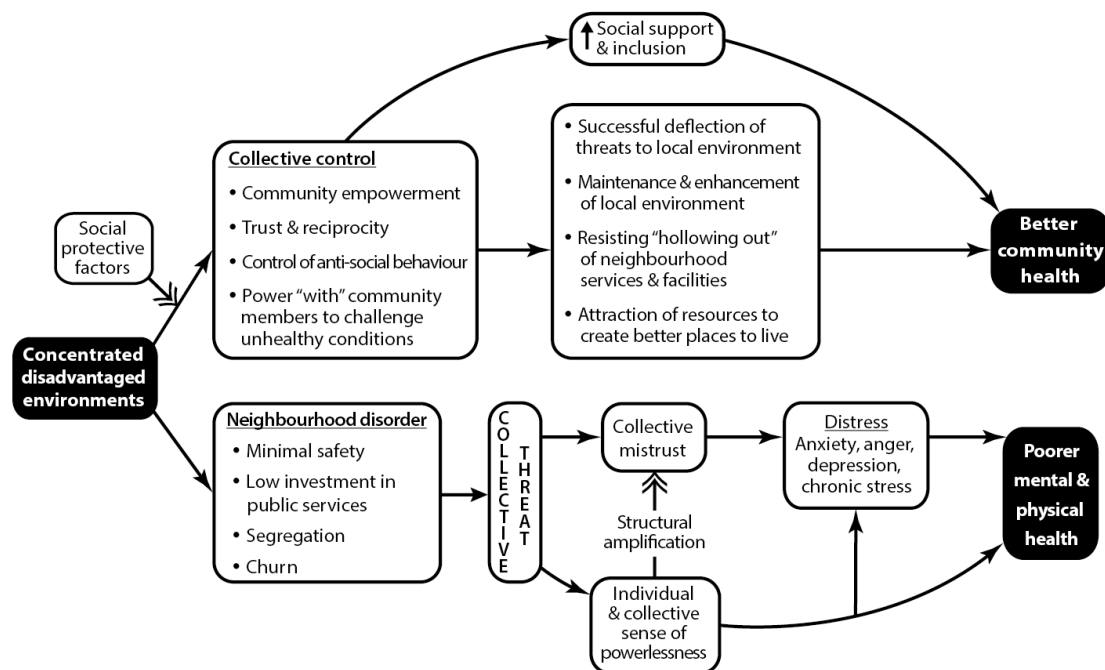 Social support
& inclusion
Collective control
• Community empowerment
• Trust & reciprocity
• Control of anti-social behaviour
• Power “with” community
members to challenge
unhealthy conditions
• Successful deflection of
threats to local environment
• Maintenance & enhancement
of local environment
• Resisting “hollowing out”
of neighbourhood
services & facilities
• Attraction of resources to
create better places to live
Better
community
health
Social
protective
factors
Concentrated
disadvantaged
environments
Neighbourhood disorder
• Minimal safety
• Low investment in
public services
• Segregation
• Churn
COLLECTIVE
THREAT
Collective
mistrust
Structural
amplification
Individual
& collective
sense of
powerlessness
Distress
Anxiety, anger,
depression,
chronic stress
Poorer
mental &
physical
health